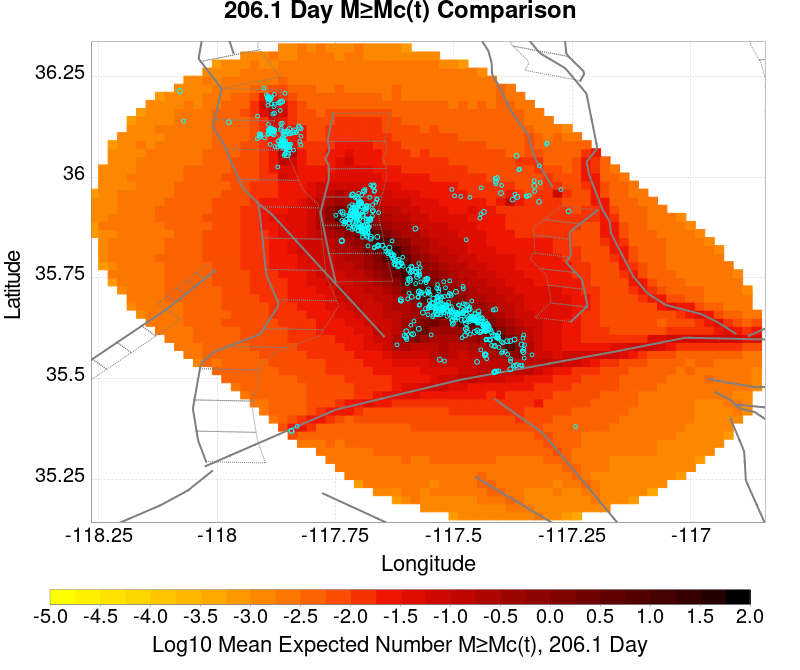 206.1 Day M≥Mc(t) Comparison
36.25
36
35.75
35.5
35.25
Latitude
-118.25 -118 -117.75 -117.5 -117.25 -117
Longitude
-5.0 -4.5 -4.0 -3.5 -3.0 -2.5 -2.0 -1.5 -1.0 -0.5 0.0 0.5 1.0 1.5 2.0
Log10 Mean Expected Number M≥Mc(t), 206.1 Day